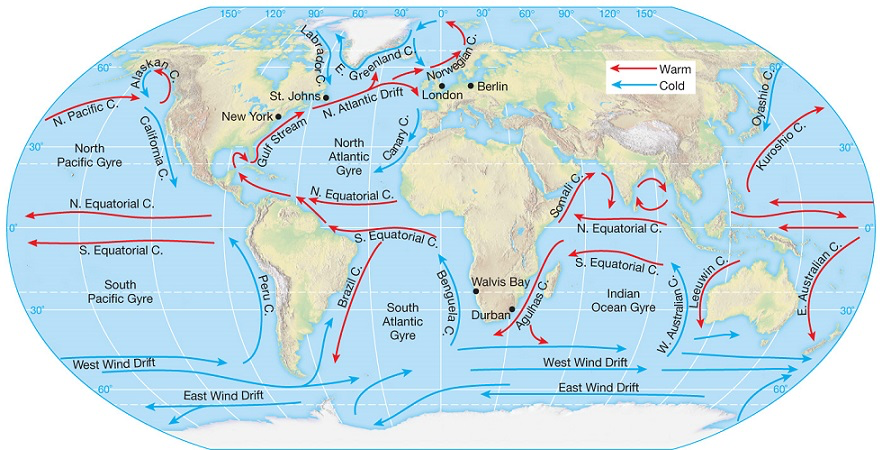 150° 120° 90° 60° 30° 0° 30° 60° 90° 120° 150°
60°
Alaskan C.
Labrador C.
E. Greenland C.
Norwegian C.
Warm
Cold
St. Johns
N. Atlantic Drift
London
Berlin
N. Pacific C.
New York
Gulf Stream
Oyashio C.
California C.
North
Pacific Gyre
North
Atlantic
Gyre
Canary C.
Kuroshio C.
30°
30°
N. Equatorial C.
N. Equatorial C.
Somali C.
N. Equatorial C.
0°
0°
S. Equatorial C.
S. Equatorial C.
S. Equatorial C.
South
Pacific Gyre
Peru C.
Brazil C.
South
Atlantic
Gyre
Benguela C.
Walvis Bay
Durban
Agulhas C.
Indian
Ocean Gyre
W. Australian C.
Leeuwin C.
E. Australian C.
30°
30°
West Wind Drift
West Wind Drift
60°
East Wind Drift
East Wind Drift
60°